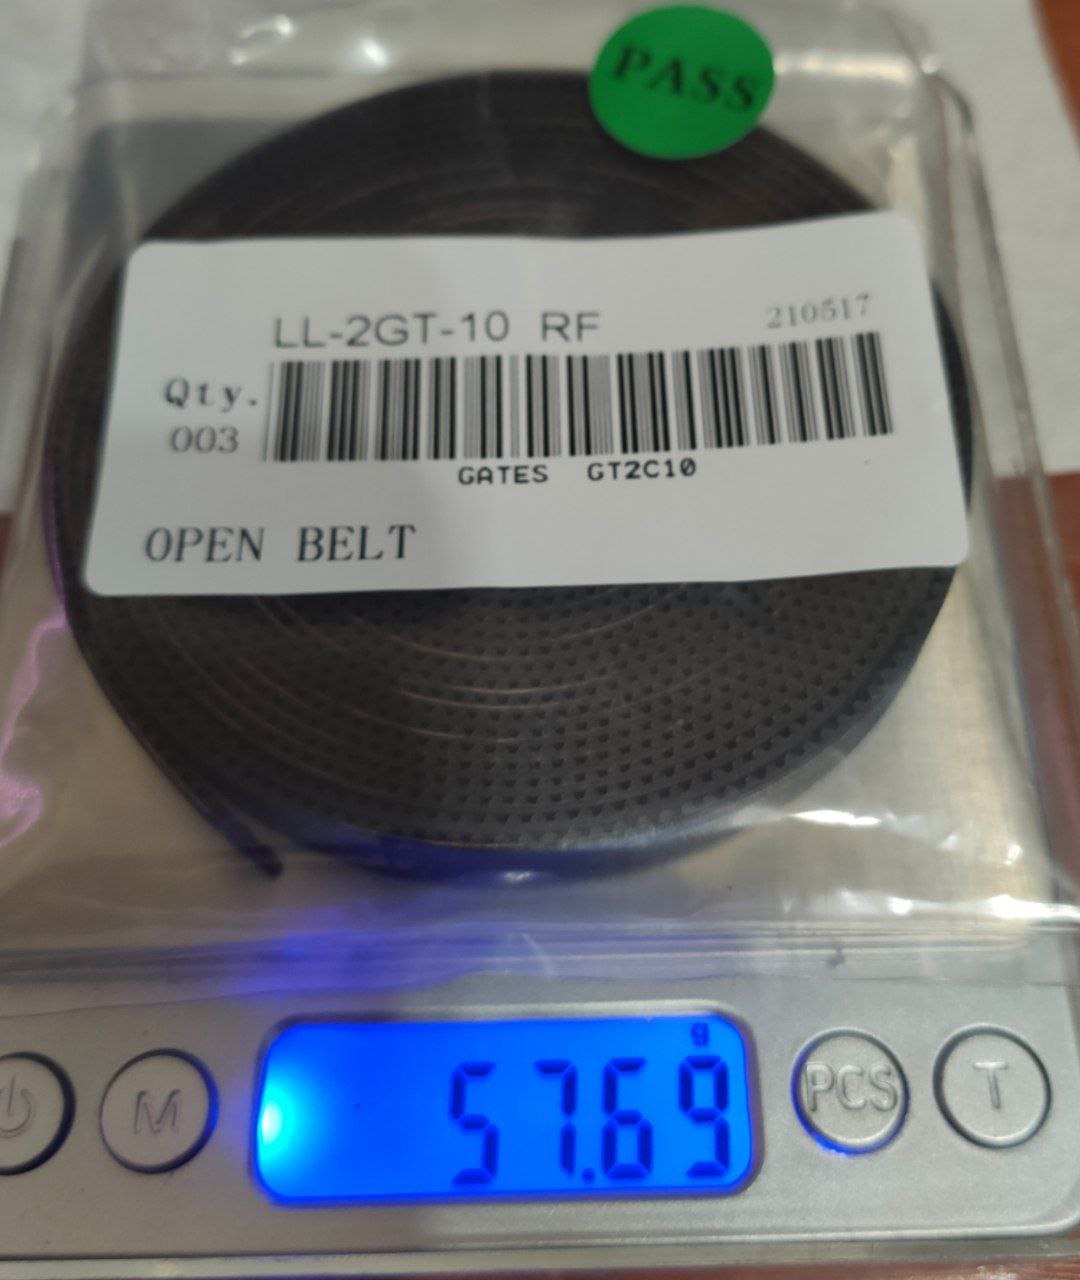 PASS
LL-2GT-10 RF
210517
Qty.
003
GATES GT2C10
OPEN BELT
g
57.69
M
PCS
T